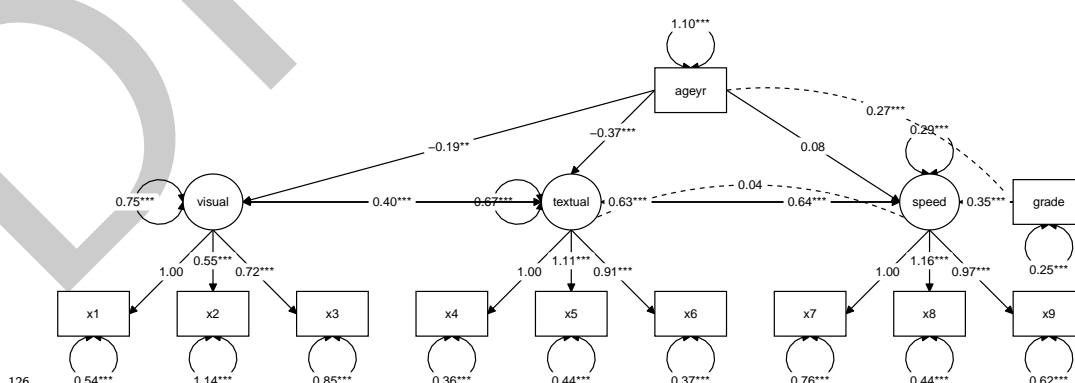 1.10***
ageyr
0.27***
−0.37***
0.29***
−0.19**
0.08
0.04
0.75***
visual
0.40***
0.67***
textual
0.63***
0.64***
speed
0.35***
grade
1.00
0.55***
0.72***
1.00
1.11***
0.91***
1.00
1.16***
0.97***
0.25***
x1
x2
x3
x4
x5
x6
x7
x8
x9
126
0.54***
1.14***
0.85***
0.36***
0.44***
0.37***
0.76***
0.44***
0.62***